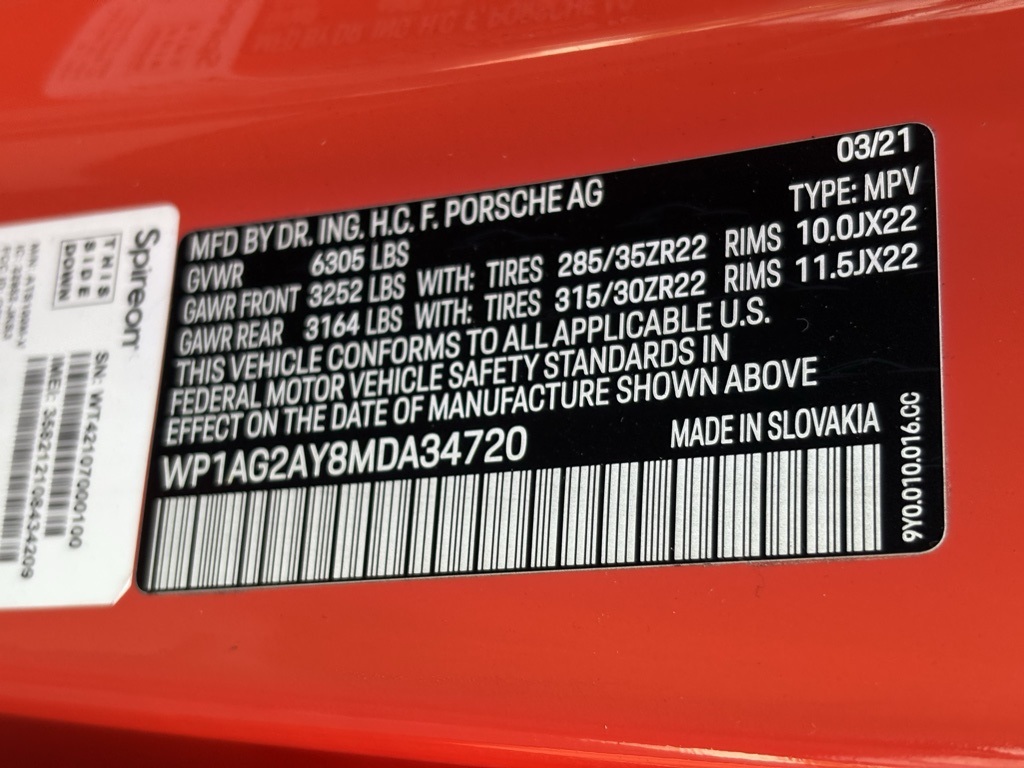 03/21
MFD BY DR. ING. H.C. F. PORSCHE AG
TYPE: MPV
GVWR 6305 LBS
GAWR FRONT 3252 LBS WITH: TIRES 285/35ZR22 RIMS 10.0JX22
GAWR REAR 3164 LBS WITH: TIRES 315/30ZR22 RIMS 11.5JX22
THIS VEHICLE CONFORMS TO ALL APPLICABLE U.S.
FEDERAL MOTOR VEHICLE SAFETY STANDARDS IN
EFFECT ON THE DATE OF MANUFACTURE SHOWN ABOVE
WP1AG2AY8MDA34720
MADE IN SLOVAKIA
9Y0.010.016.CC
Spireon
THIS
SIDE
DOWN
SN: WT42107000100
IMEI: 358212108434209